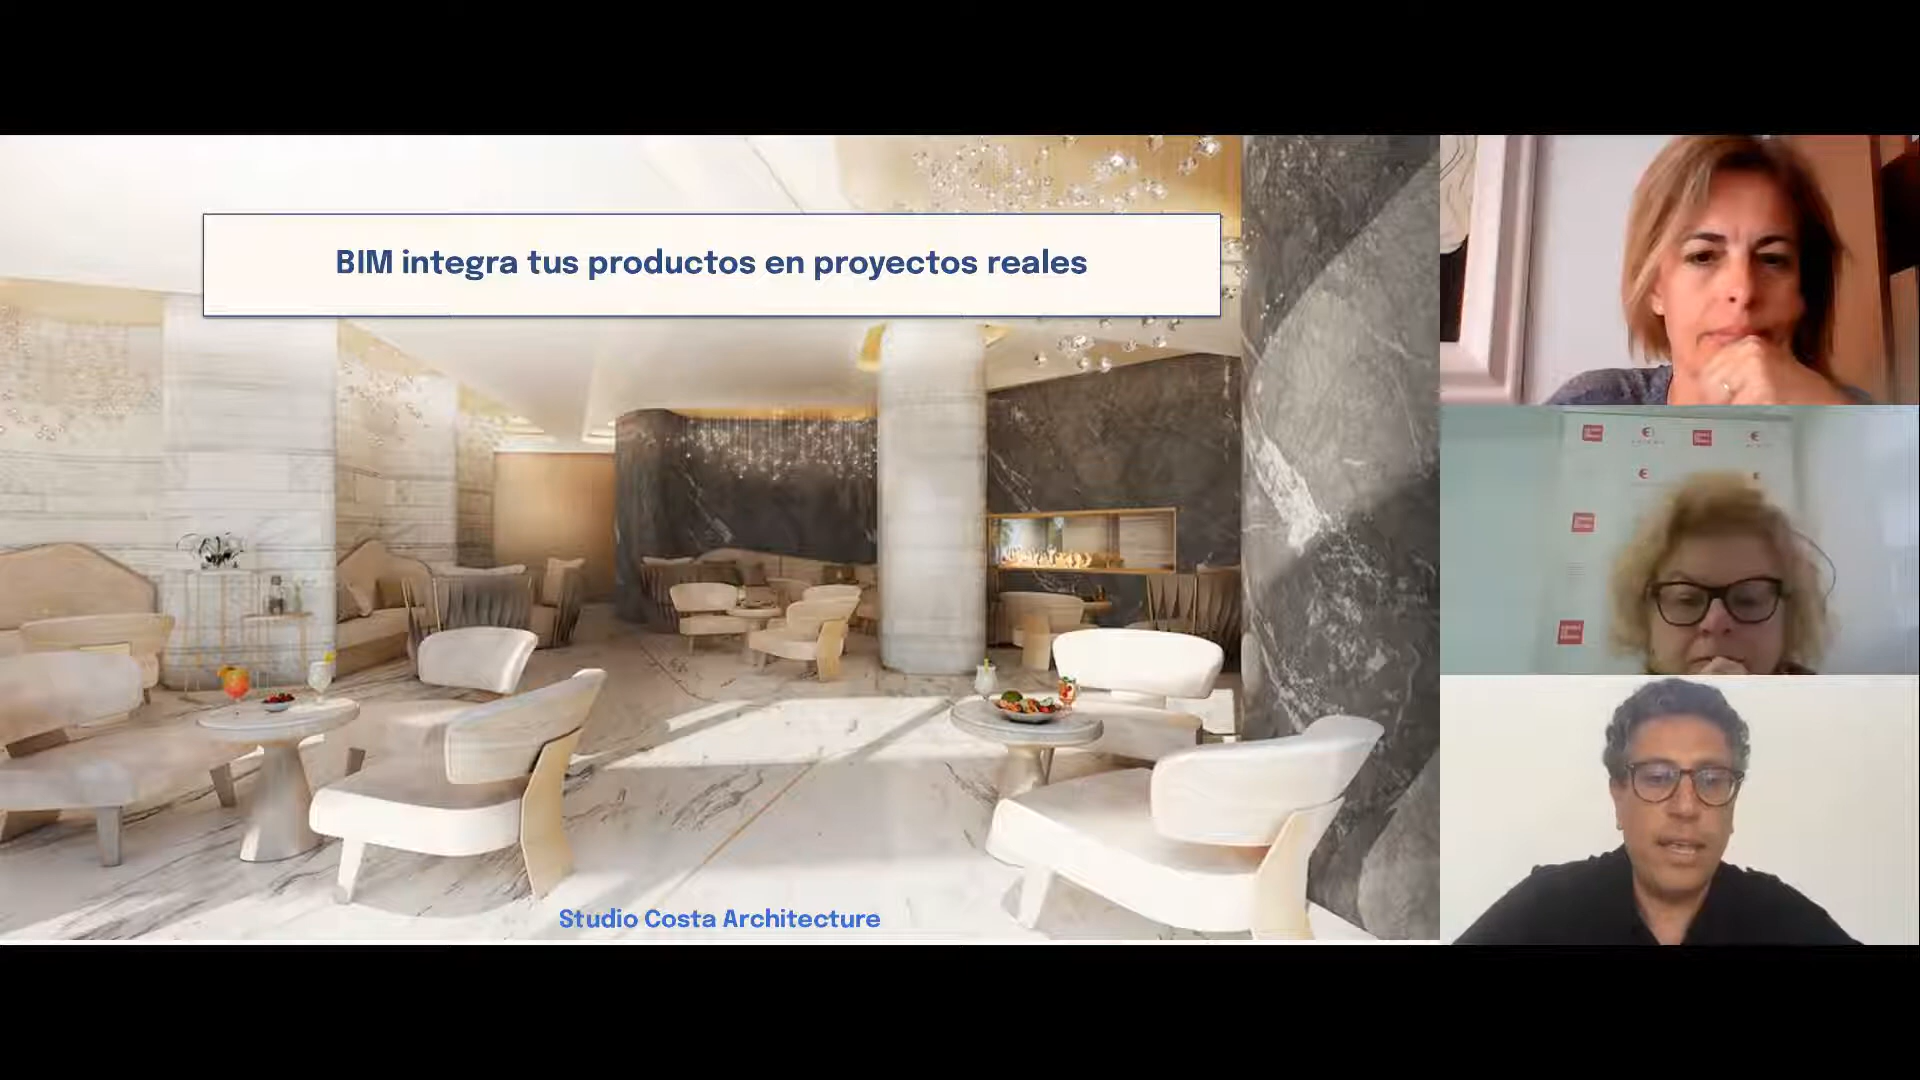 BIM integra tus productos en proyectos reales
Studio Costa Architecture